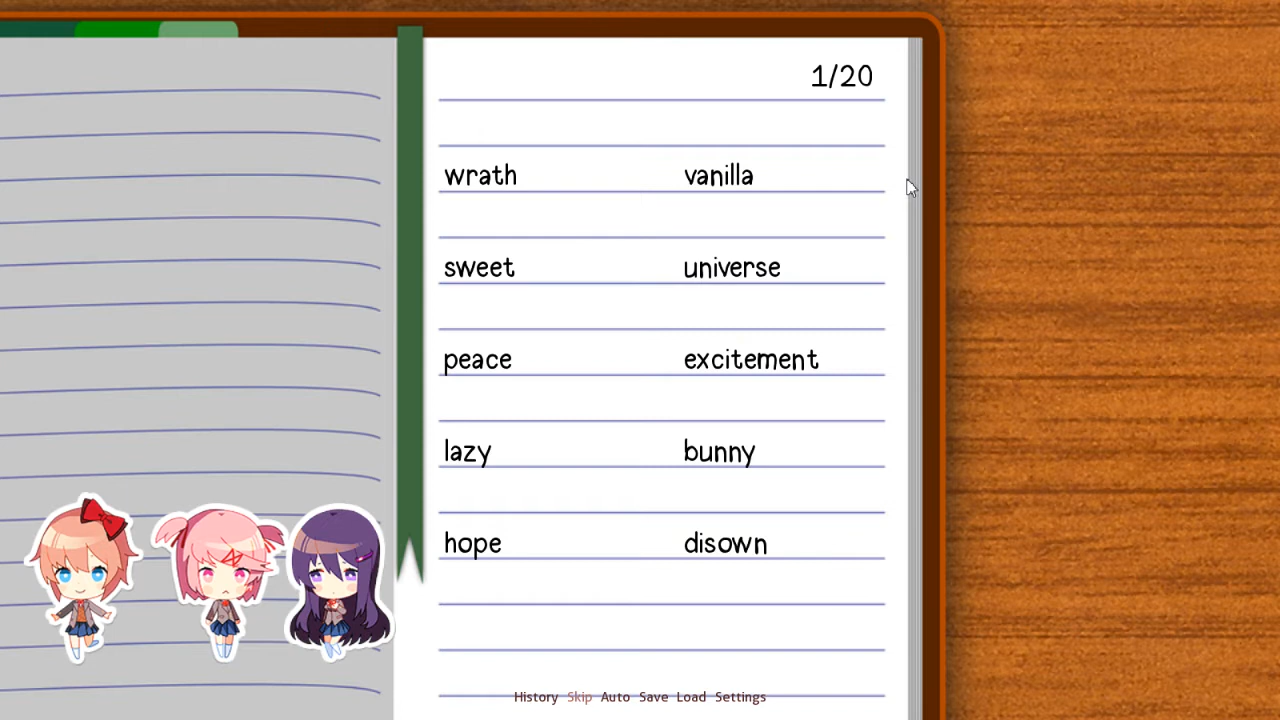 1/20
wrath vanilla
sweet universe
peace excitement
lazy bunny
hope disown
History Skip Auto Save Load Settings